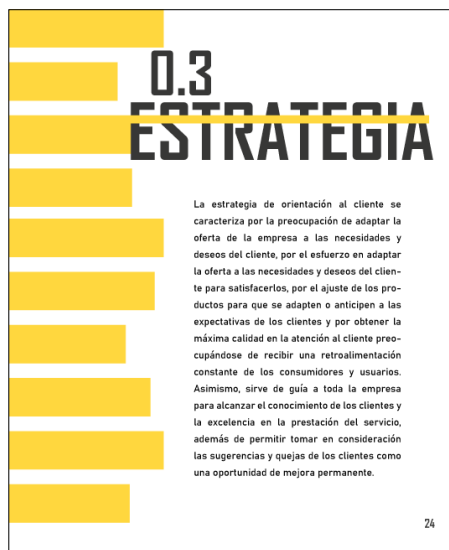 0.3
ESTRATEGIA
La estrategia de orientación al cliente se
caracteriza por la preocupación de adaptar la
oferta de la empresa a las necesidades y
deseos del cliente, por el esfuerzo en adaptar
la oferta a las necesidades y deseos del clien-
te para satisfacerlos, por el ajuste de los pro-
ductos para que se adapten o anticipen a las
expectativas de los clientes y por obtener la
máxima calidad en la atención al cliente preo-
cupándose de recibir una retroalimentación
constante de los consumidores y usuarios.
Asimismo, sirve de guía a toda la empresa
para alcanzar el conocimiento de los clientes y
la excelencia en la prestación del servicio,
además de permitir tomar en consideración
las sugerencias y quejas de los clientes como
una oportunidad de mejora permanente.
24